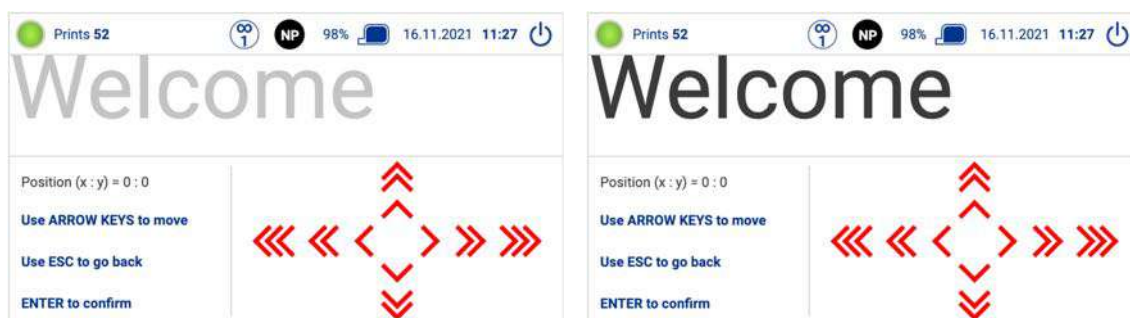 Prints 52 ∞ 1 NP 98% 16.11.2021 11:27
Welcome
Position (x : y) = 0 : 0
Use ARROW KEYS to move
Use ESC to go back
ENTER to confirm
Prints 52 ∞ 1 NP 98% 16.11.2021 11:27
Welcome
Position (x : y) = 0 : 0
Use ARROW KEYS to move
Use ESC to go back
ENTER to confirm